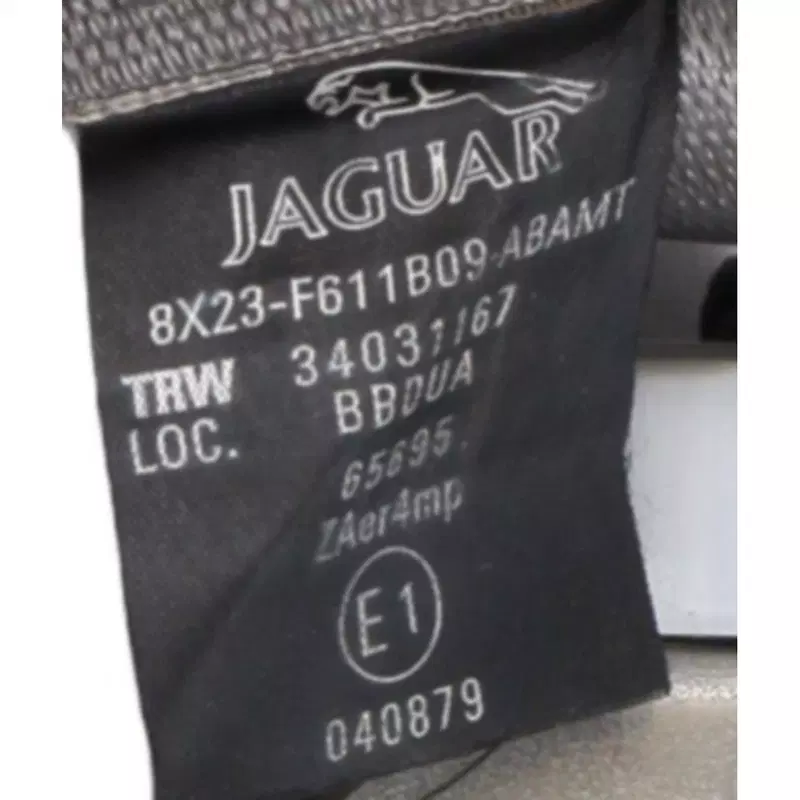 JAGUAR
8X23-F611B09-ABAMT
TRW 34031167
LOC. BBDUA
65695.
ZAer4mp
E1
040879